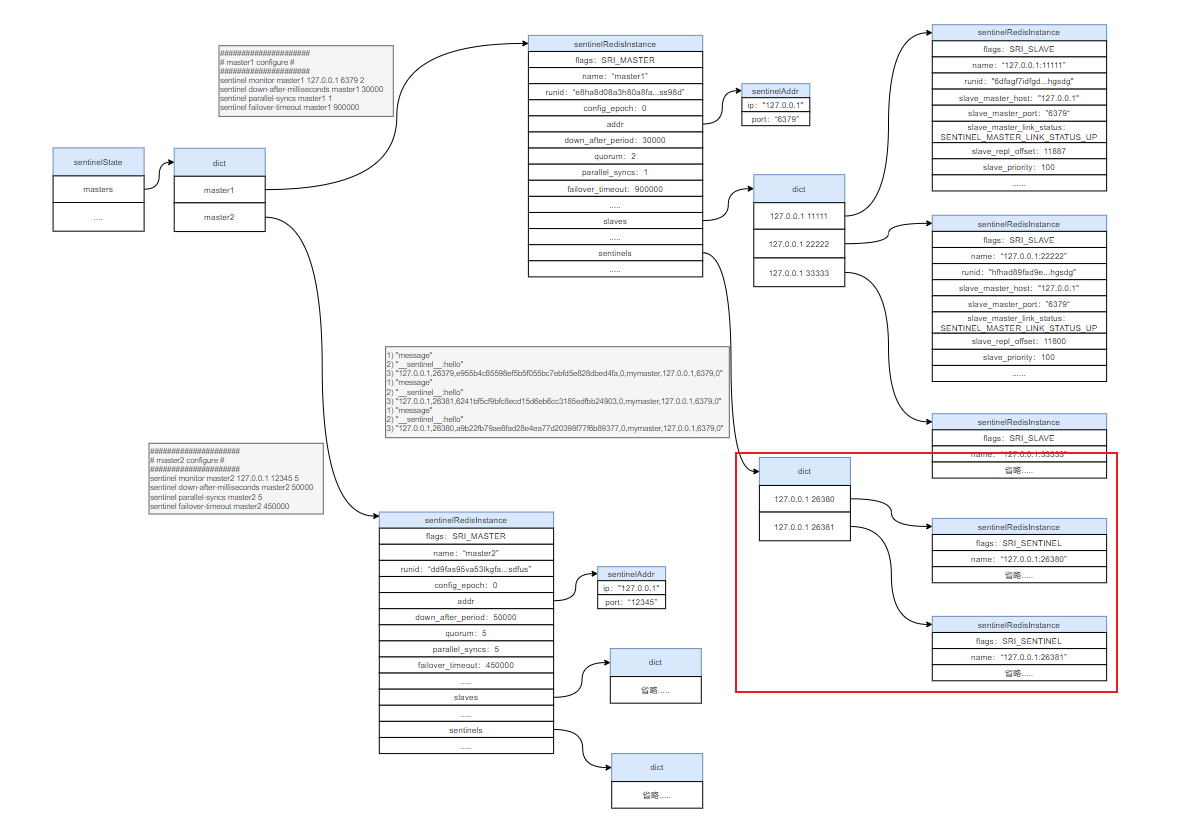 #####################
# master1 configure #
#####################
sentinel monitor master1 127.0.0.1 6379 2
sentinel down-after-milliseconds master1 30000
sentinel parallel-syncs master1 1
sentinel failover-timeout master1 900000
sentinelState
masters
....
dict
master1
master2
sentinelRedisInstance
flags: SRI_MASTER
name: "master1"
runid: "e8ha8d08a3h80a8fa...ss98d"
config_epoch: 0
addr
down_after_period: 30000
quorum: 2
parallel_syncs: 1
failover_timeout: 900000
.....
slaves
.....
sentinels
.....
sentinelAddr
ip: "127.0.0.1"
port: "6379"
dict
127.0.0.1 11111
127.0.0.1 22222
127.0.0.1 33333
sentinelRedisInstance
flags: SRI_SLAVE
name: "127.0.0.1:11111"
runid: "6dfagf7idfgd...hgsdg"
slave_master_host: "127.0.0.1"
slave_master_port: "6379"
slave_master_link_status:
SENTINEL_MASTER_LINK_STATUS_UP
slave_repl_offset: 11887
slave_priority: 100
......
sentinelRedisInstance
flags: SRI_SLAVE
name: "127.0.0.1:22222"
runid: "hfhad89fad9e...hgsdg"
slave_master_host: "127.0.0.1"
slave_master_port: "6379"
slave_master_link_status:
SENTINEL_MASTER_LINK_STATUS_UP
slave_repl_offset: 11800
slave_priority: 100
......
sentinelRedisInstance
flags: SRI_SLAVE
name: "127.0.0.1:33333"
省略.....
1) "message"
2) "__sentinel__:hello"
3) "127.0.0.1,26379,e955b4c85598ef5b5f055bc7ebfd5e828dbed4fa,0,mymaster,127.0.0.1,6379,0"
1) "message"
2) "__sentinel__:hello"
3) "127.0.0.1,26381,6241bf5cf9bfc8ecd15d6eb6cc3185edfbb24903,0,mymaster,127.0.0.1,6379,0"
1) "message"
2) "__sentinel__:hello"
3) "127.0.0.1,26380,a9b22fb79ae8fad28e4ea77d20398f77f6b89377,0,mymaster,127.0.0.1,6379,0"
dict
127.0.0.1 26380
127.0.0.1 26381
sentinelRedisInstance
flags: SRI_SENTINEL
name: "127.0.0.1:26380"
省略.....
sentinelRedisInstance
flags: SRI_SENTINEL
name: "127.0.0.1:26381"
省略.....
#####################
# master2 configure #
#####################
sentinel monitor master2 127.0.0.1 12345 5
sentinel down-after-milliseconds master2 50000
sentinel parallel-syncs master2 5
sentinel failover-timeout master2 450000
sentinelRedisInstance
flags: SRI_MASTER
name: "master2"
runid: "dd9fas95va53lkgfa...sdfus"
config_epoch: 0
addr
down_after_period: 50000
quorum: 5
parallel_syncs: 5
failover_timeout: 450000
.....
slaves
.....
sentinels
.....
sentinelAddr
ip: "127.0.0.1"
port: "12345"
dict
省略.....
dict
省略.....